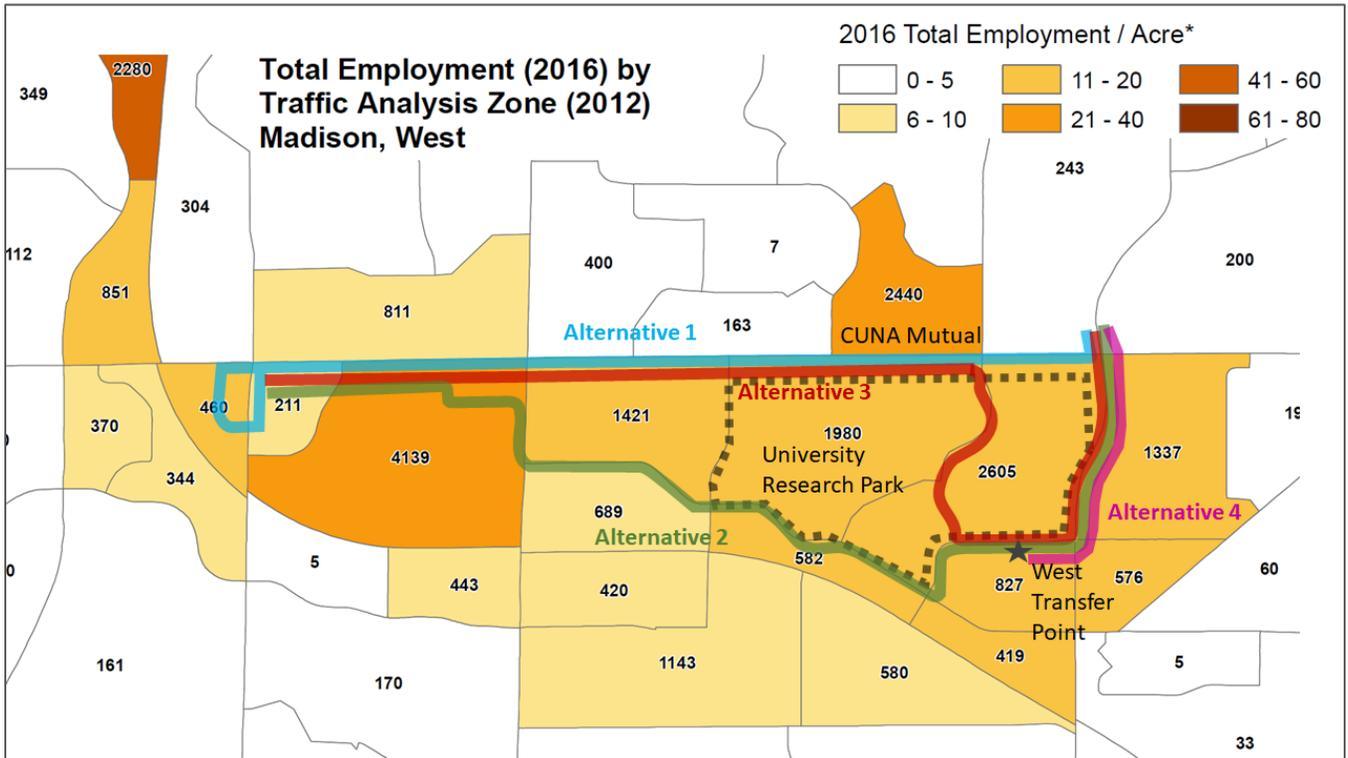 2016 Total Employment / Acre*
0 - 5
11 - 20
41 - 60
6 - 10
21 - 40
61 - 80
Total Employment (2016) by
Traffic Analysis Zone (2012)
Madison, West
2280
349
243
304
112
400
7
200
851
2440
811
163
Alternative 1
CUNA Mutual
Alternative 3
460
211
1421
19
370
1980
4139
University
Research Park
2605
1337
344
689
Alternative 4
Alternative 2
582
5
0
443
420
827
West
Transfer
Point
576
60
161
170
1143
580
419
5
33